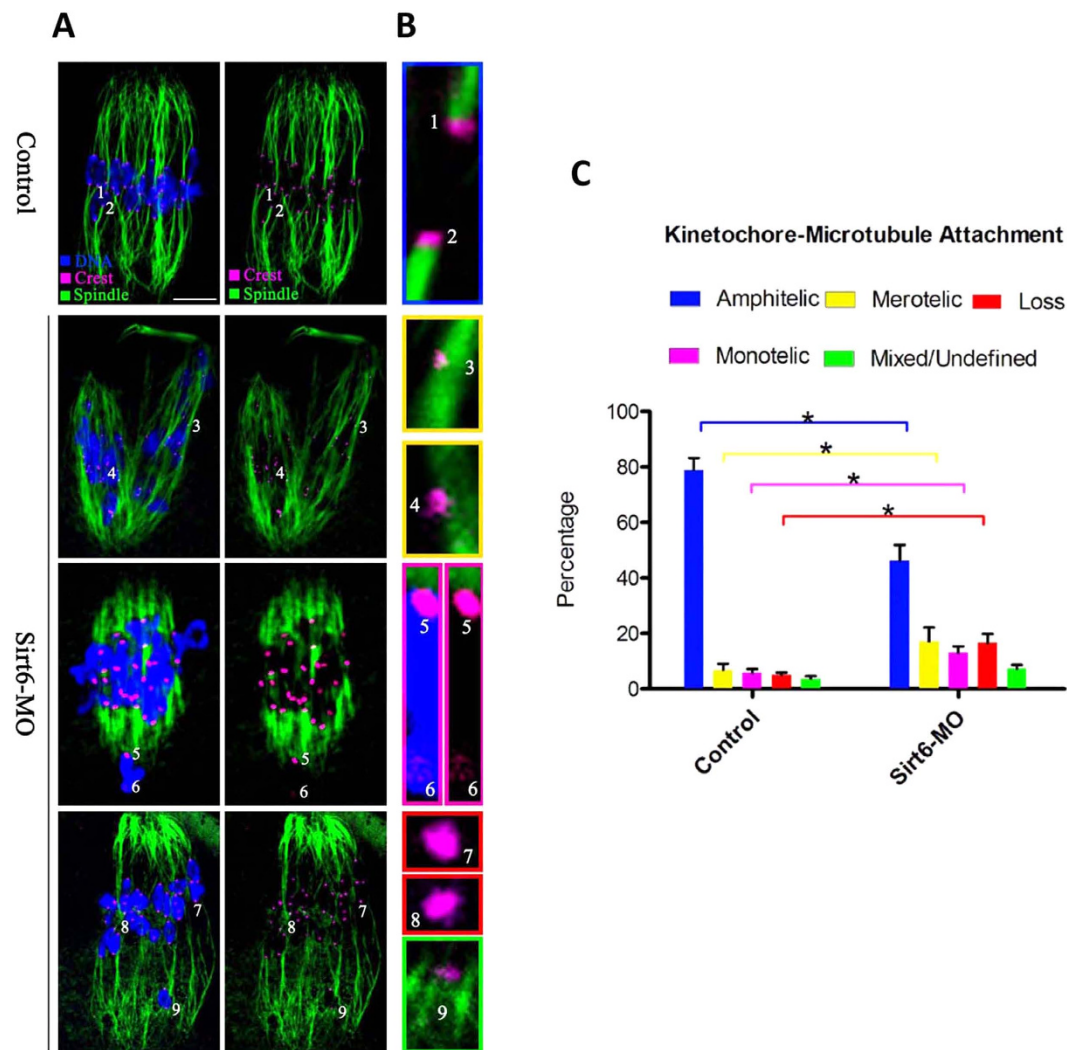 A
B
Control
1
2
DNA
Crest
Spindle
1
2
Crest
Spindle
1
2
Sirt6-MO
3
4
3
4
3
4
5
6
5
6
5
6
5
6
7
8
9
7
8
9
7
8
9
C
Kinetochore-Microtubule Attachment
Amphitelic Merotelic Loss
Monotelic Mixed/Undefined
Percentage
100
80
60
40
20
0
*
*
*
*
Control
Sirt6-MO